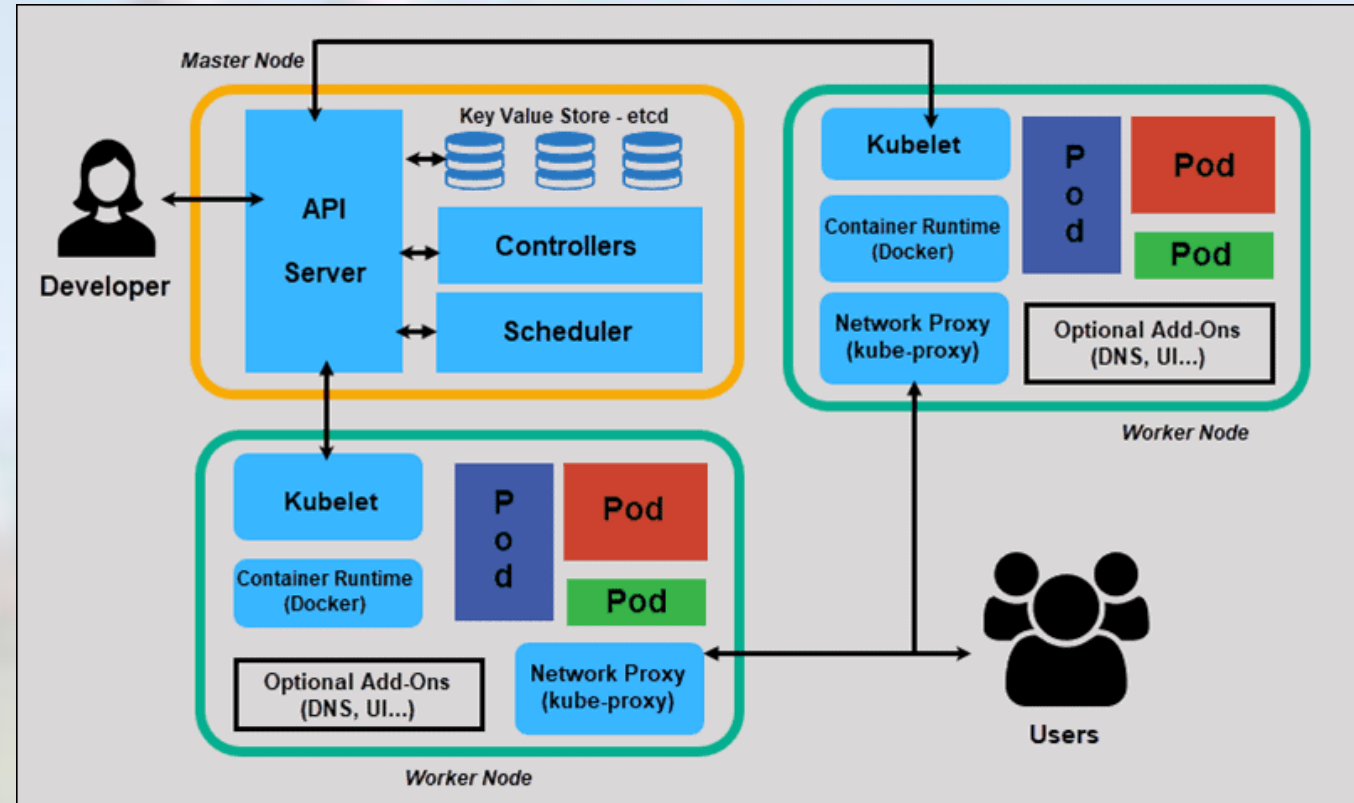 Master Node
Key Value Store - etcd
API
Server
Controllers
Scheduler
Developer
Kubelet
Container Runtime
(Docker)
Network Proxy
(kube-proxy)
P
o
d
Pod
Pod
Optional Add-Ons
(DNS, UI...)
Worker Node
Kubelet
Container Runtime
(Docker)
P
o
d
Pod
Pod
Optional Add-Ons
(DNS, UI...)
Network Proxy
(kube-proxy)
Worker Node
Users